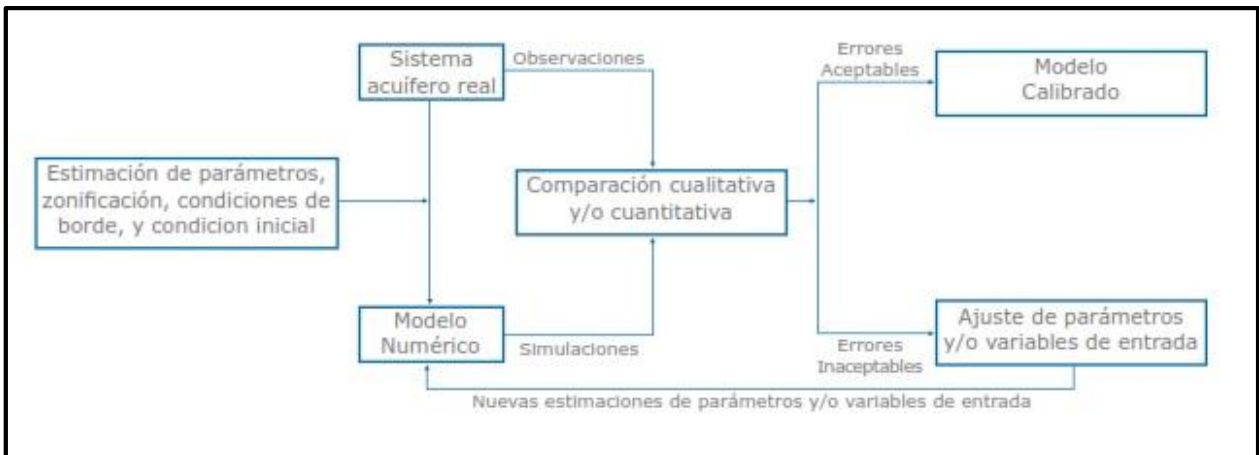 Sistema
acuífero real
Observaciones
Errores
Aceptables
Modelo
Calibrado
Estimación de parámetros,
zonificación, condiciones de
borde, y condicion inicial
Comparación cualitativa
y/o cuantitativa
Modelo
Numérico
Simulaciones
Errores
Inaceptables
Ajuste de parámetros
y/o variables de entrada
Nuevas estimaciones de parámetros y/o variables de entrada